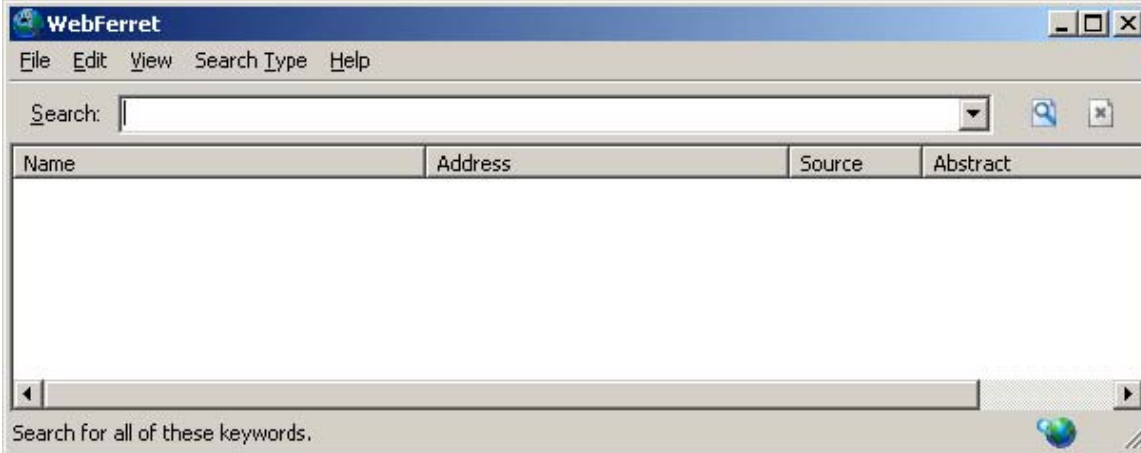 WebFerret
File Edit View Search Type Help
Search:
Name Address Source Abstract
Search for all of these keywords.